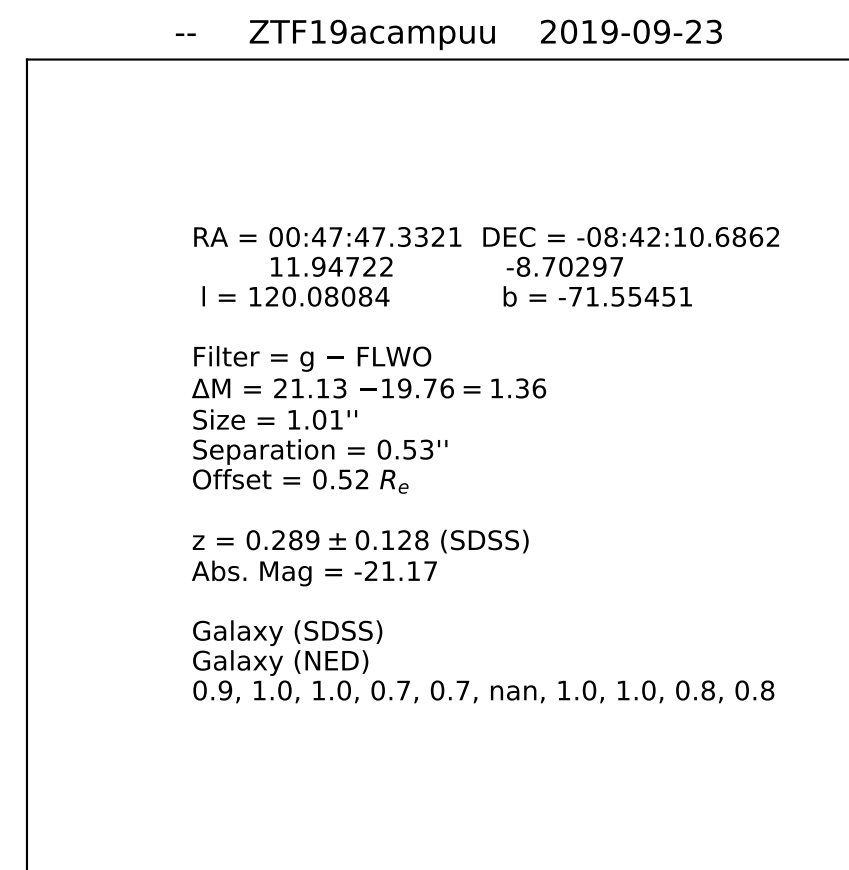 -- ZTF19acampuu 2019-09-23
RA = 00:47:47.3321 DEC = -08:42:10.6862
11.94722 -8.70297
l = 120.08084 b = -71.55451
Filter = g − FLWO
ΔM = 21.13 −19.76 = 1.36
Size = 1.01''
Separation = 0.53''
Offset = 0.52 Rₑ
z = 0.289 ± 0.128 (SDSS)
Abs. Mag = -21.17
Galaxy (SDSS)
Galaxy (NED)
0.9, 1.0, 1.0, 0.7, 0.7, nan, 1.0, 1.0, 0.8, 0.8